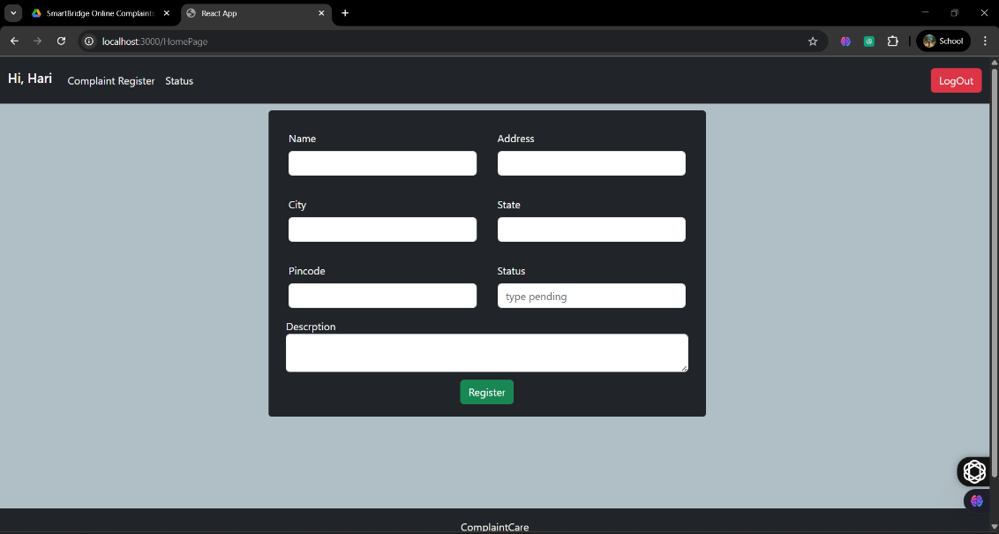 SmartBridge Online Complaints
React App
localhost:3000/HomePage
School
Hi, Hari
Complaint Register
Status
LogOut
Name
Address
City
State
Pincode
Status
type pending
Descrption
Register
ComplaintCare